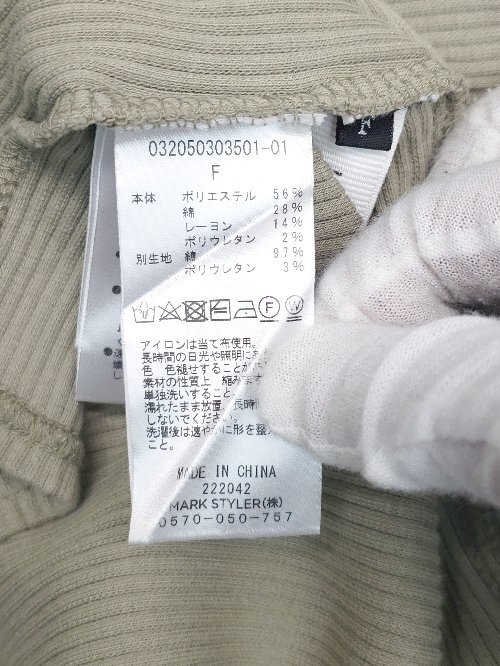 032050303501-01
F
本体 ポリエステル 56%
綿 28%
レーヨン 14%
ポリウレタン 2%
別生地 綿 97%
ポリウレタン 3%
F W
アイロンは当て布使用。
長時間の日光や照明にあ
色 色褪せすることが
素材の性質上 縮みま
単独洗いすること。
濡れたまま放置 長時
しないでください。
洗濯後は速やかに形を整え
こと。
MADE IN CHINA
222042
MARK STYLER(株)
0570-050-757